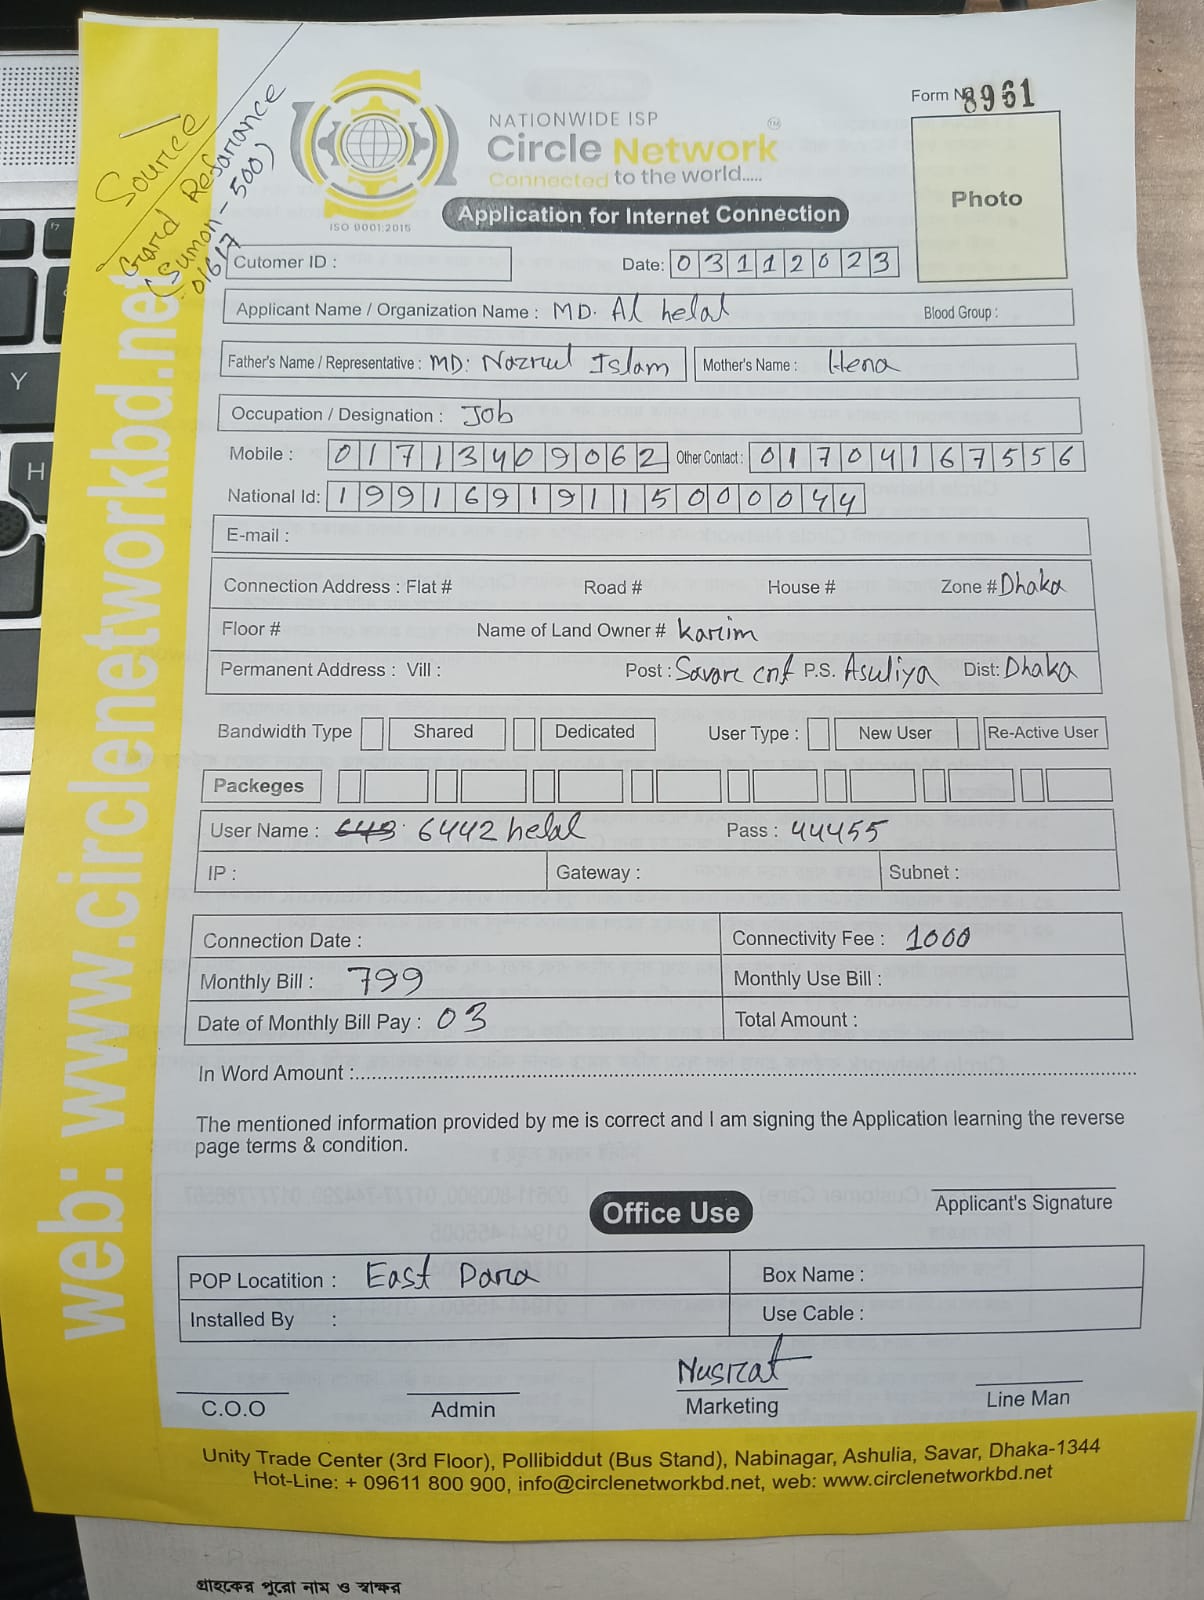 Source
Gard Refarance
(Sumon - 500)
01617
Form No 8961
NATIONWIDE ISP
Circle Network TM
Connected to the world.....
ISO 9001:2015
Application for Internet Connection
Photo
Cutomer ID :
Date: 03112023
Applicant Name / Organization Name : MD. Al helal Blood Group :
Father's Name / Representative : MD: Nazrul Islam Mother's Name : Hena
Occupation / Designation : Job
Mobile : 01713409062 Other Contact : 01704167556
National Id: 19916919115000044
E-mail :
Connection Address : Flat # Road # House # Zone # Dhaka
Floor # Name of Land Owner # karim
Permanent Address : Vill : Post : Savare cnt P.S. Asuliya Dist: Dhaka
Bandwidth Type Shared Dedicated User Type : New User Re-Active User
Packeges
User Name : 6442 helal Pass : 44455
IP : Gateway : Subnet :
Connection Date : Connectivity Fee : 1000
Monthly Bill : 799 Monthly Use Bill :
Date of Monthly Bill Pay : 03 Total Amount :
In Word Amount :
The mentioned information provided by me is correct and I am signing the Application learning the reverse
page terms & condition.
Applicant's Signature
Office Use
POP Locatition : East Para Box Name :
Installed By : Use Cable :
Nusrat
C.O.O Admin Marketing Line Man
Unity Trade Center (3rd Floor), Pollibiddut (Bus Stand), Nabinagar, Ashulia, Savar, Dhaka-1344
Hot-Line: + 09611 800 900, info@circlenetworkbd.net, web: www.circlenetworkbd.net
web: www.circlenetworkbd.net
গ্রাহকের পুরো নাম ও স্বাক্ষর
Y
H